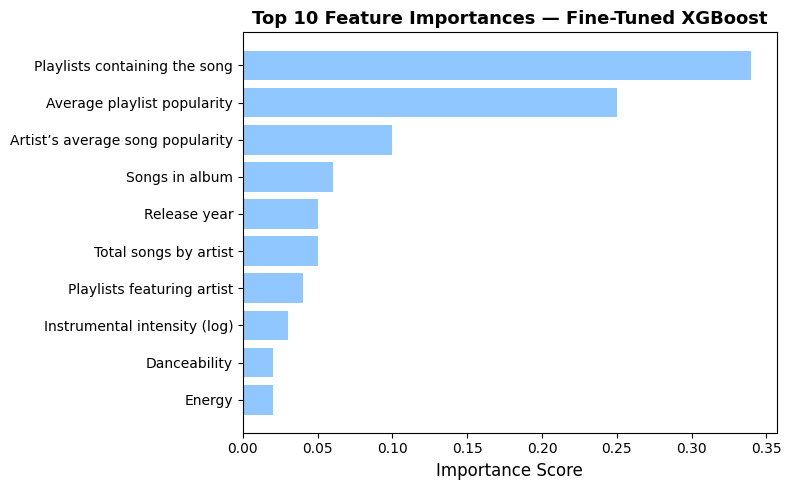 Top 10 Feature Importances — Fine-Tuned XGBoost
Playlists containing the song
Average playlist popularity
Artist’s average song popularity
Songs in album
Release year
Total songs by artist
Playlists featuring artist
Instrumental intensity (log)
Danceability
Energy
0.00 0.05 0.10 0.15 0.20 0.25 0.30 0.35
Importance Score